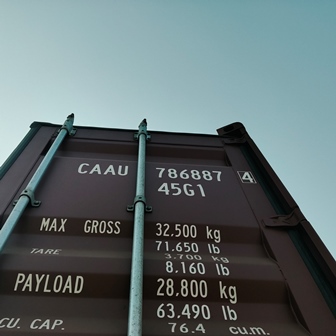 CAAU 786887 4
45G1
MAX GROSS 32.500 kg
71.650 lb
TARE 3.700 kg
8.160 lb
PAYLOAD 28.800 kg
63.490 lb
CU. CAP. 76.4 cu.m.